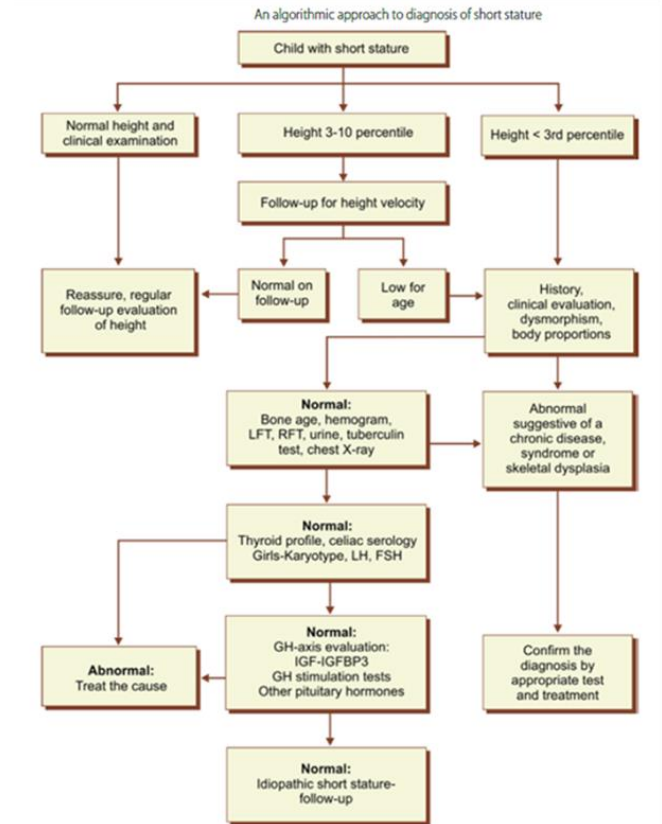 An algorithmic approach to diagnosis of short stature
Child with short stature
Normal height and
clinical examination
Height 3-10 percentile
Height < 3rd percentile
Follow-up for height velocity
Reassure, regular
follow-up evaluation
of height
Normal on
follow-up
Low for
age
History,
clinical evaluation,
dysmorphism,
body proportions
Normal:
Bone age, hemogram,
LFT, RFT, urine, tuberculin
test, chest X-ray
Abnormal
suggestive of a
chronic disease,
syndrome or
skeletal dysplasia
Normal:
Thyroid profile, celiac serology
Girls-Karyotype, LH, FSH
Abnormal:
Treat the cause
Normal:
GH-axis evaluation:
IGF-IGFBP3
GH stimulation tests
Other pituitary hormones
Confirm the
diagnosis by
appropriate test
and treatment
Normal:
Idiopathic short stature-
follow-up